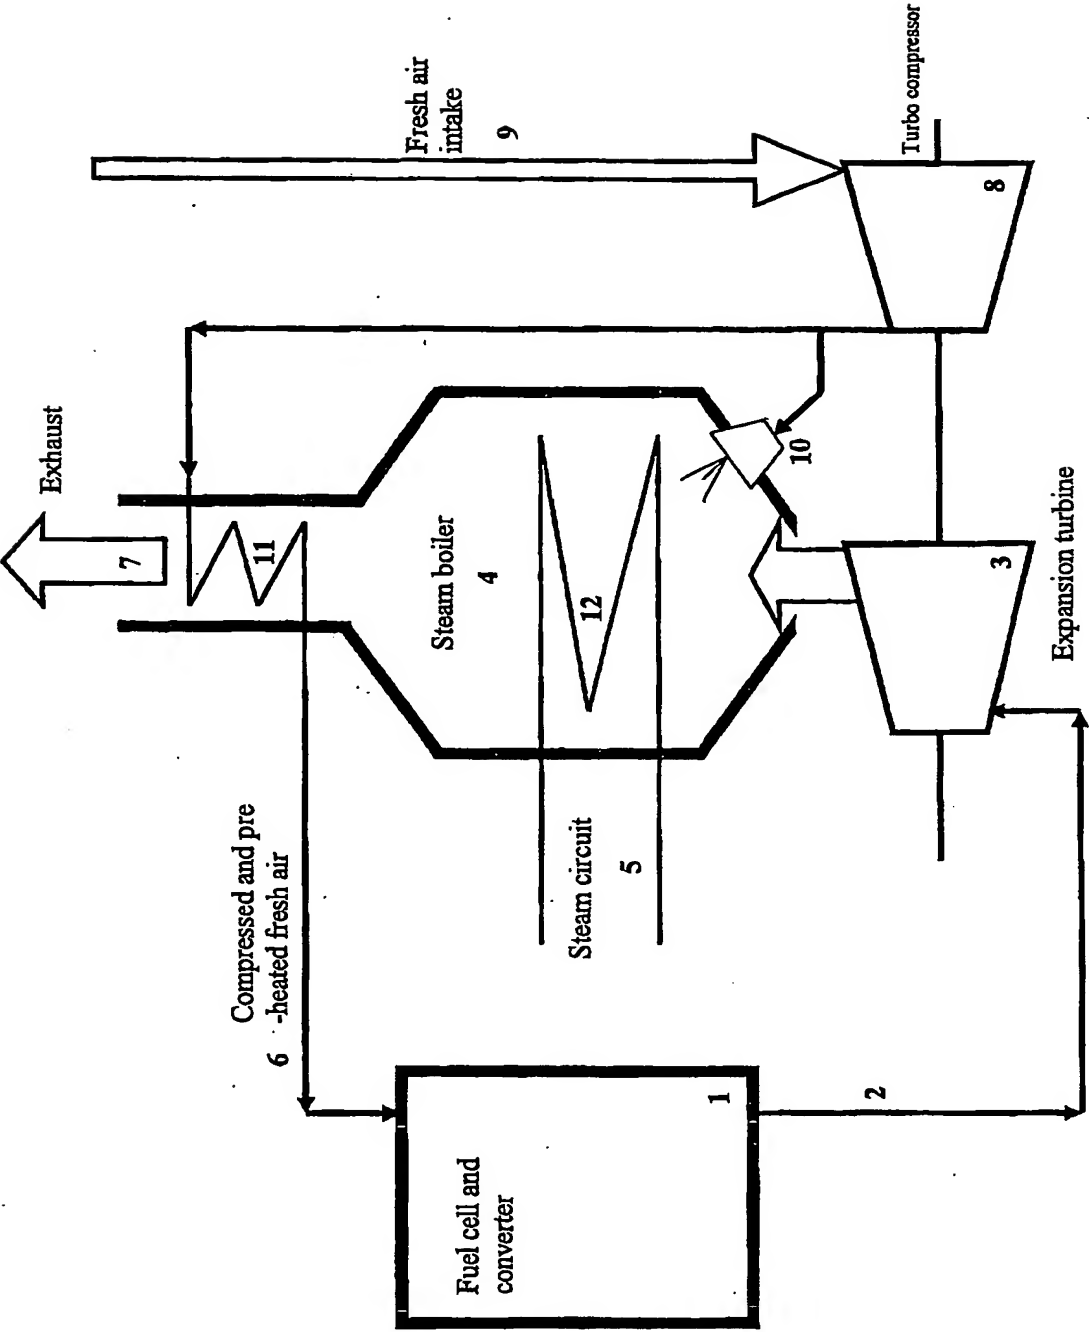 Exhaust
7
11
Fresh air
intake
9
Turbo compressor
8
Steam boiler
4
12
10
Expansion turbine
3
Steam circuit
5
Compressed and pre
6 -heated fresh air
Fuel cell and
converter
1
2